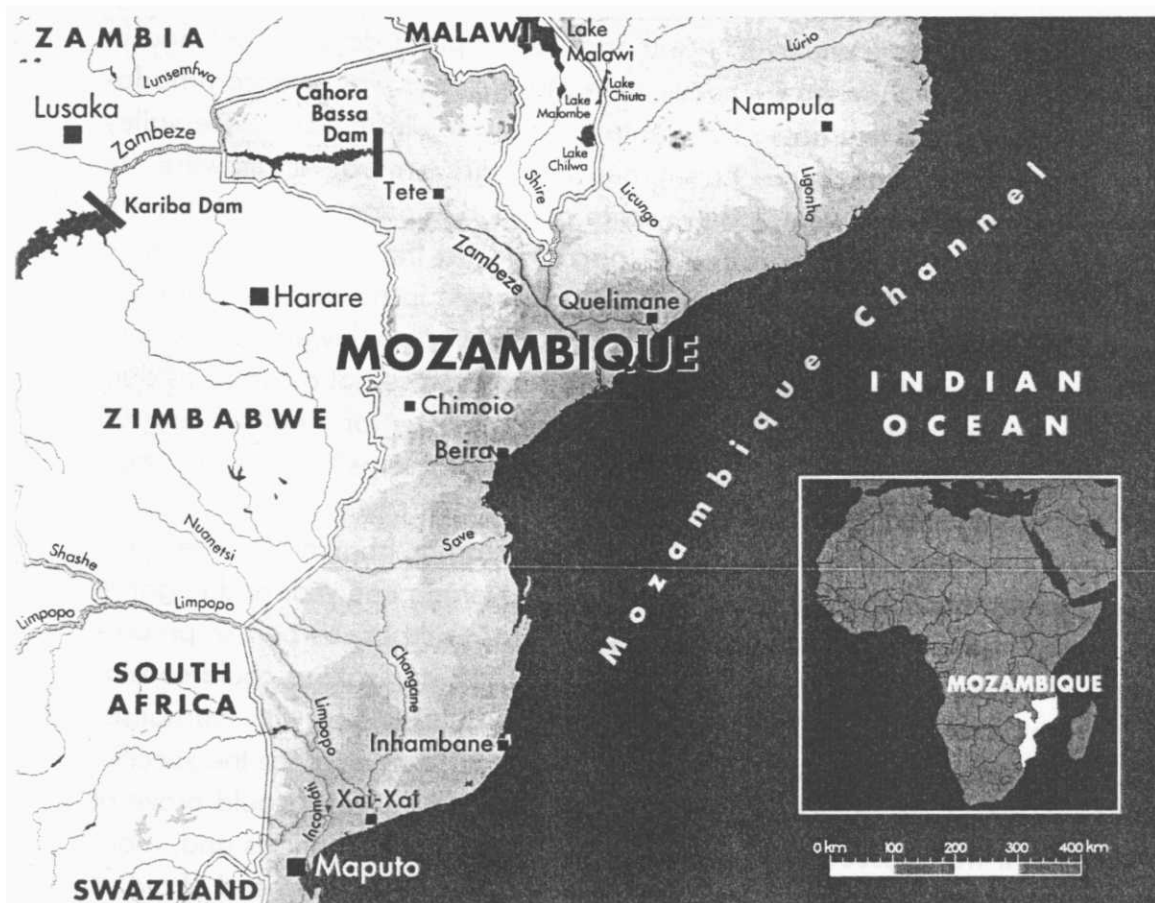 ZAMBIA
MALAWI
Lake
Malawi
Lúrio
Lunsemfwa
Lusaka
Cahora
Bassa
Dam
Lake
Chiuta
Lake
Malombe
Nampula
Zambeze
Lake
Chilwa
Kariba Dam
Tete
Shire
Licungo
Ligonha
Zambeze
Harare
Quelimane
MOZAMBIQUE
Mozambique Channel
INDIAN
OCEAN
ZIMBABWE
Chimoio
Beira
Nuanetsi
Save
Shashe
Limpopo
Limpopo
SOUTH
AFRICA
Changane
Limpopo
MOZAMBIQUE
Inhambane
Incomáti
Xai-Xai
Maputo
SWAZILAND
0 km
100
200
300
400 km